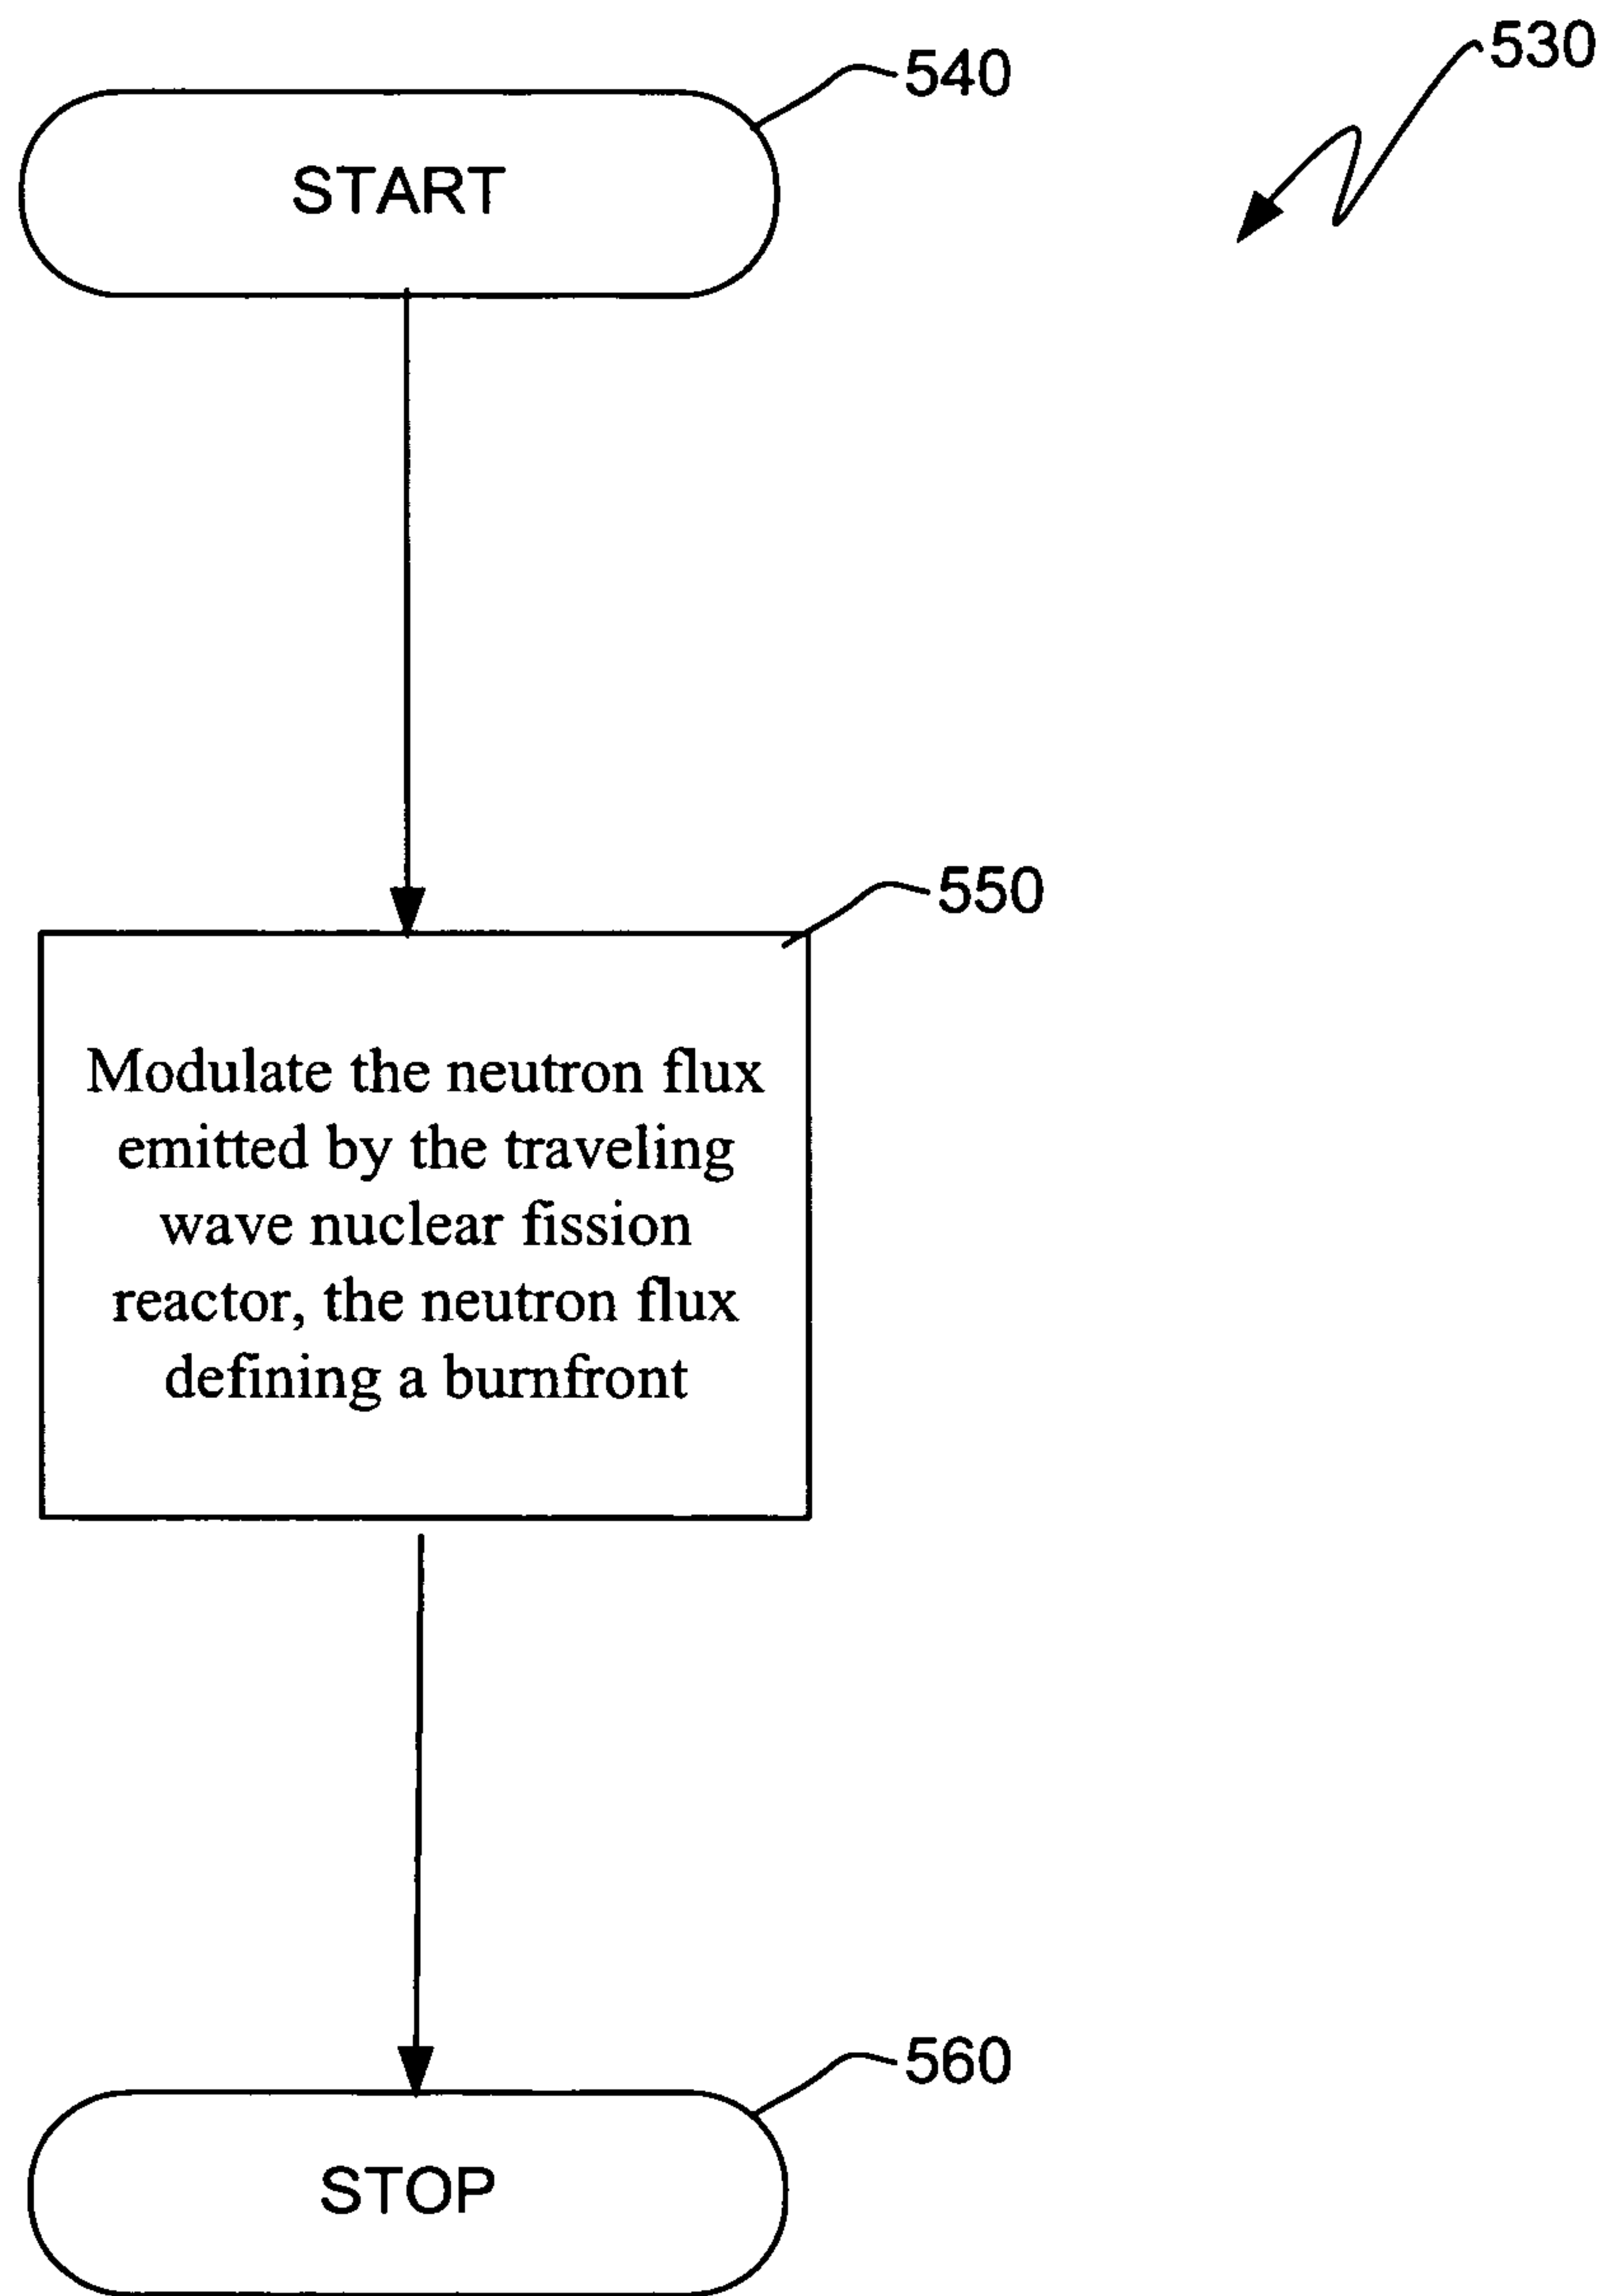 530
540
START
550
Modulate the neutron flux
emitted by the traveling
wave nuclear fission
reactor, the neutron flux
defining a burnfront
560
STOP